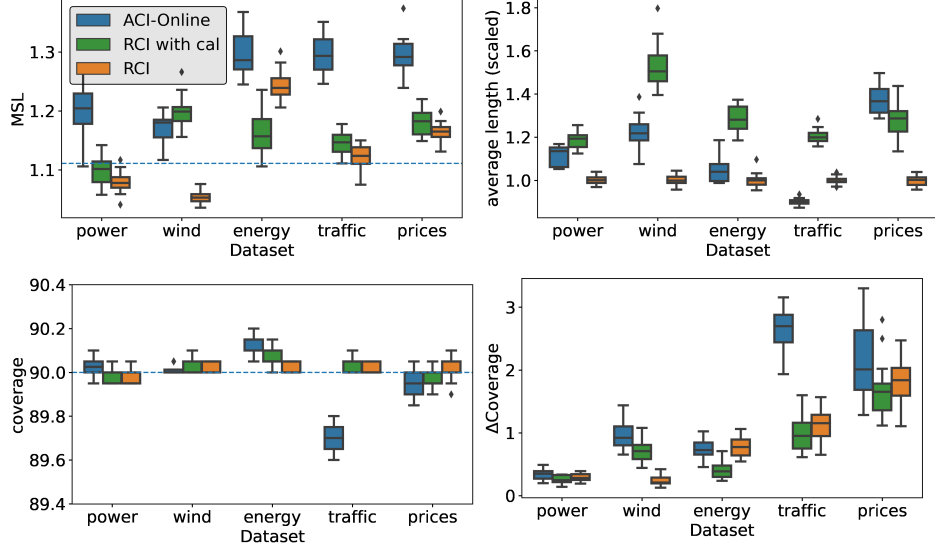 ACI-Online
RCI with cal
RCI
MSL
1.3
1.2
1.1
power wind energy traffic prices
Dataset
average length (scaled)
1.8
1.6
1.4
1.2
1.0
power wind energy traffic prices
Dataset
coverage
90.4
90.2
90.0
89.8
89.6
89.4
power wind energy traffic prices
Dataset
ΔCoverage
3
2
1
0
power wind energy traffic prices
Dataset